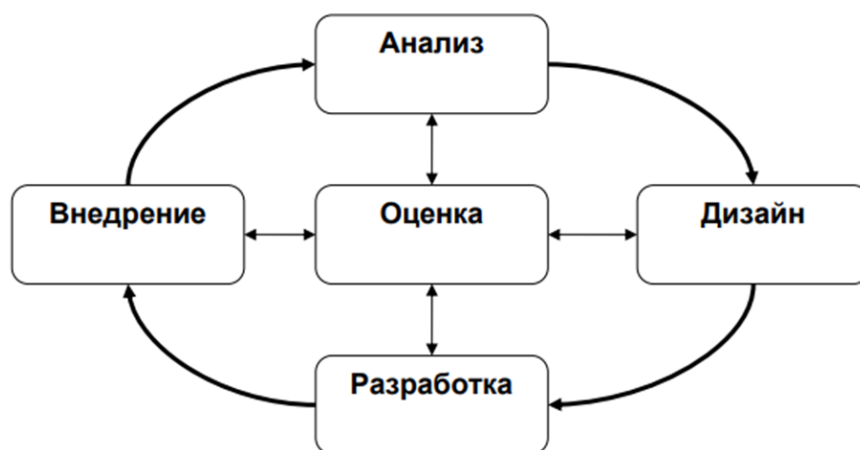 Анализ
Внедрение
Оценка
Дизайн
Разработка